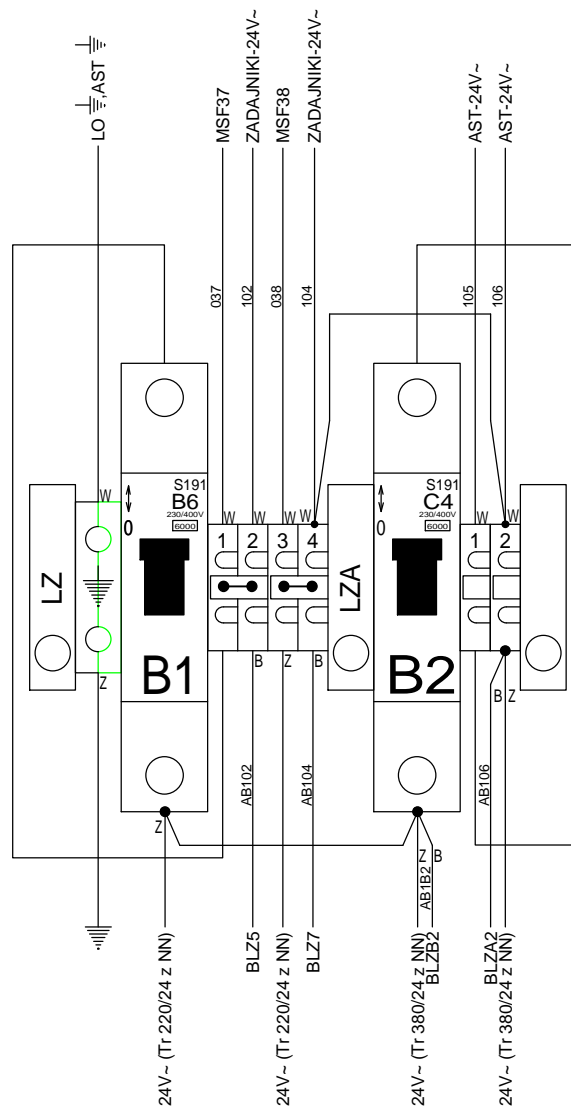 LO ,AST
MSF37
ZADAJNIKI-24V~
MSF38
ZADAJNIKI-24V~
AST-24V~
AST-24V~
037
102
038
104
105
106
LZ
W
Z
0
S191
B6
230/400V
6000
B1
W
W
W
W
1
2
3
4
B
Z
B
LZA
0
S191
C4
230/400V
6000
B2
W
W
1
2
B
Z
Z
AB102
AB104
Z
B
AB1B2
AB106
24V~ (Tr 220/24 z NN)
BLZ5
24V~ (Tr 220/24 z NN)
BLZ7
24V~ (Tr 380/24 z NN)
BLZB2
BLZA2
24V~ (Tr 380/24 z NN)